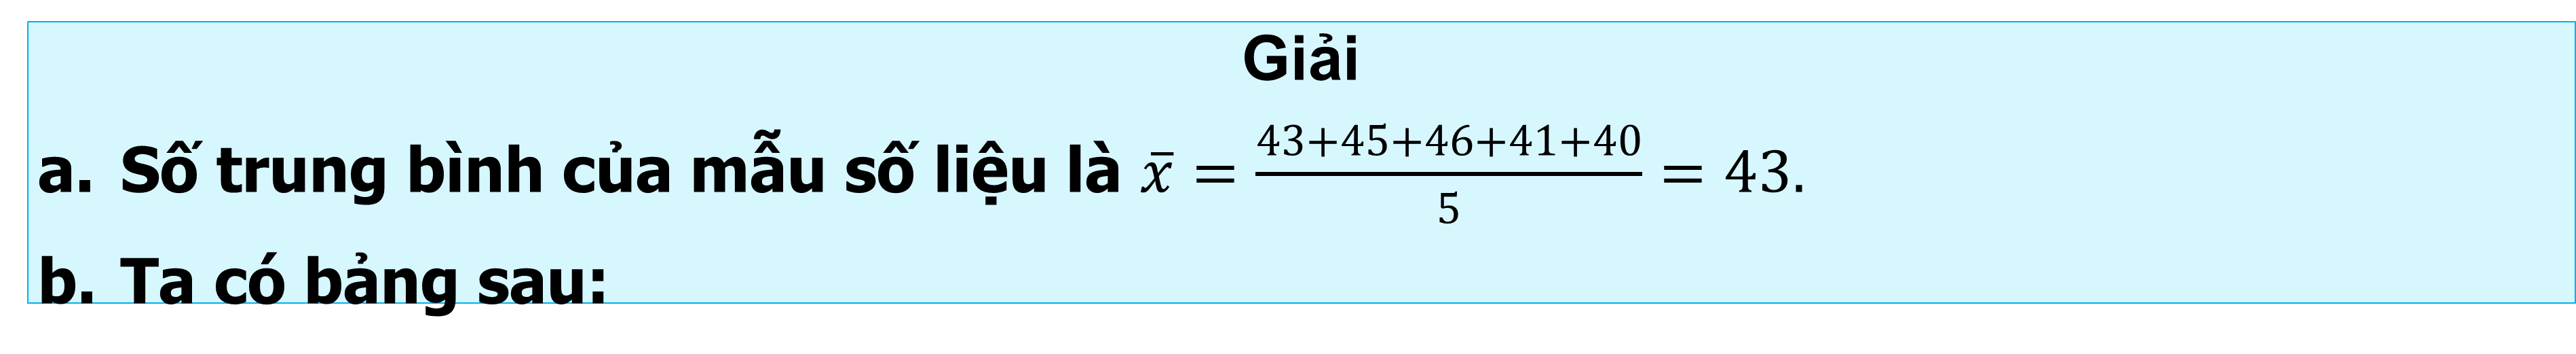 Giải
a. Số trung bình của mẫu số liệu là x̄ = (43+45+46+41+40)/5 = 43.
b. Ta có bảng sau: